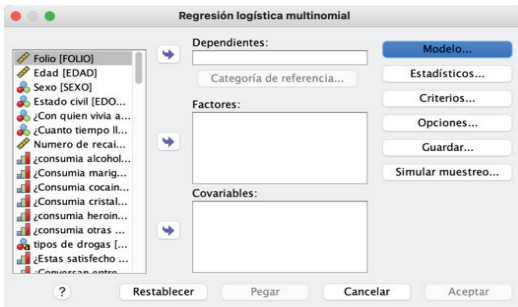 Regresión logística multinomial
Folio [FOLIO]
Edad [EDAD]
Sexo [SEXO]
Estado civil [EDO...
¿Con quien vivia a...
¿Cuanto tiempo ll...
Numero de recai...
¿consumia alcohol...
¿Consumia marig...
¿Consumia cocain...
¿Consumia cristal...
¿consumia heroin...
¿consumia otras ...
tipos de drogas [...
¿Estas satisfecho ...
¿Conversan entre
Dependientes:
Categoría de referencia...
Factores:
Covariables:
Modelo...
Estadísticos...
Criterios...
Opciones...
Guardar...
Simular muestreo...
? Restablecer Pegar Cancelar Aceptar